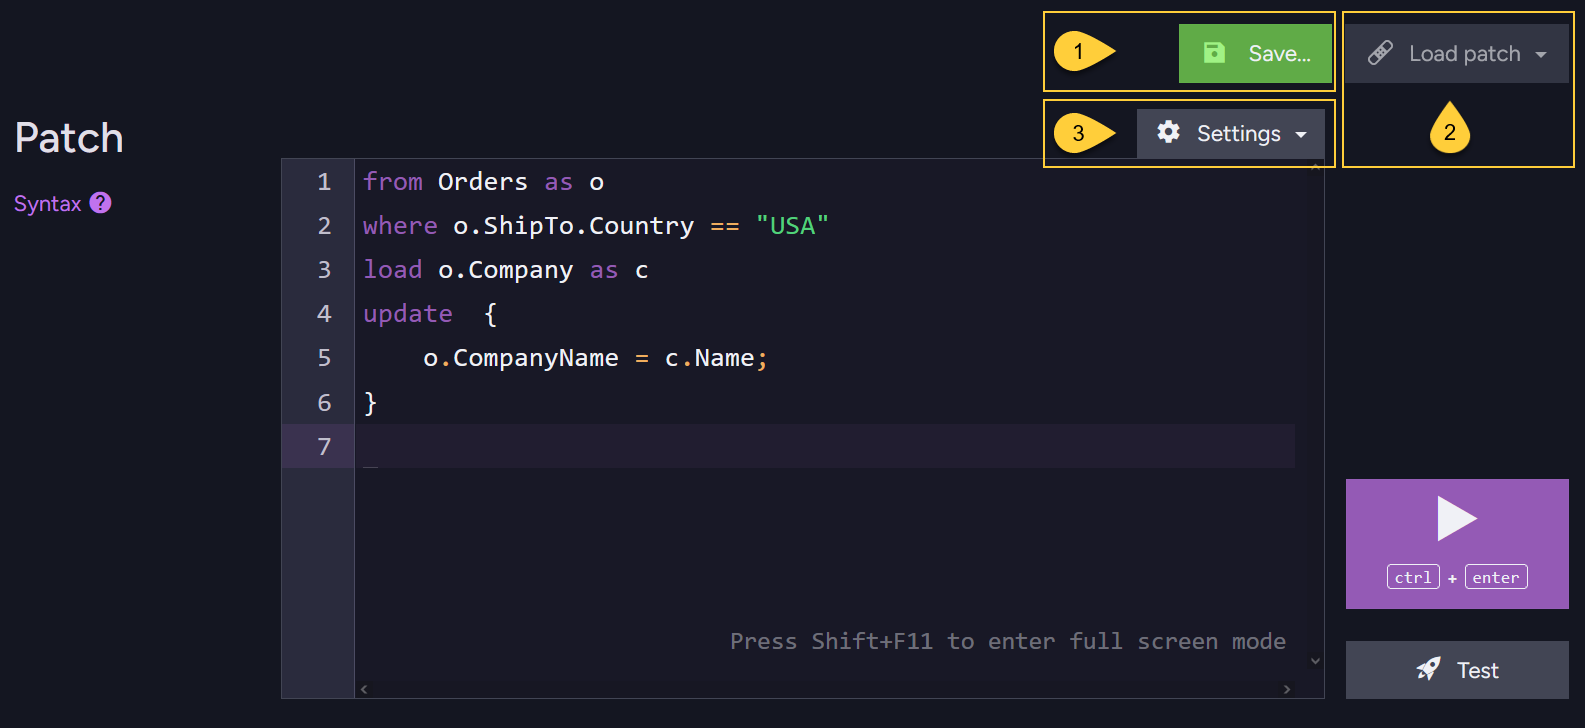 1
Save...
Load patch
2
3
Settings
Patch
Syntax ?
1 from Orders as o
2 where o.ShipTo.Country == "USA"
3 load o.Company as c
4 update  {
5     o.CompanyName = c.Name;
6 }
7
Press Shift+F11 to enter full screen mode
ctrl + enter
Test